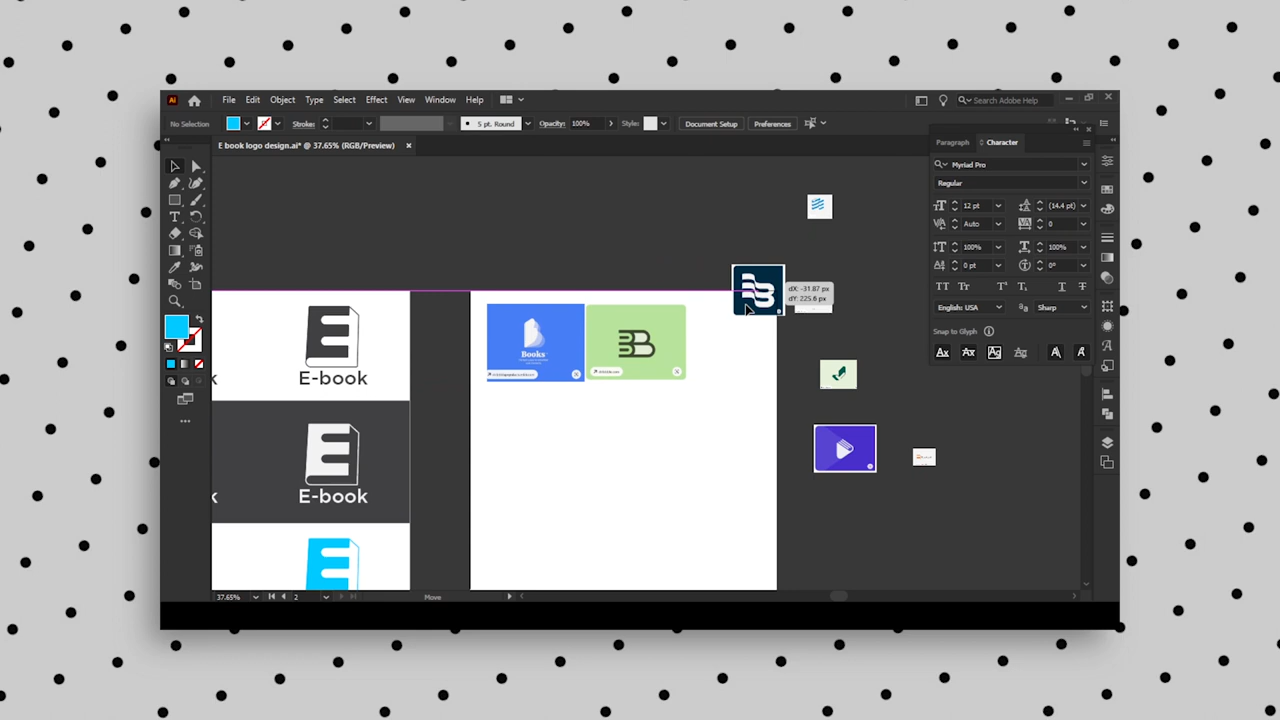 Ai File Edit Object Type Select Effect View Window Help Search Adobe Help
No Selection Stroke: 5 pt. Round Opacity: 100% Style: Document Setup Preferences
E book logo design.ai* @ 37.65% (RGB/Preview)
Paragraph Character
Myriad Pro
Regular
12 pt (14.4 pt)
Auto 0
100% 100%
0 pt 0°
English: USA Sharp
Snap to Glyph
dX: -31.87 px
dY: 225.6 px
E-book
Books
k E-book
37.65% 2 Move